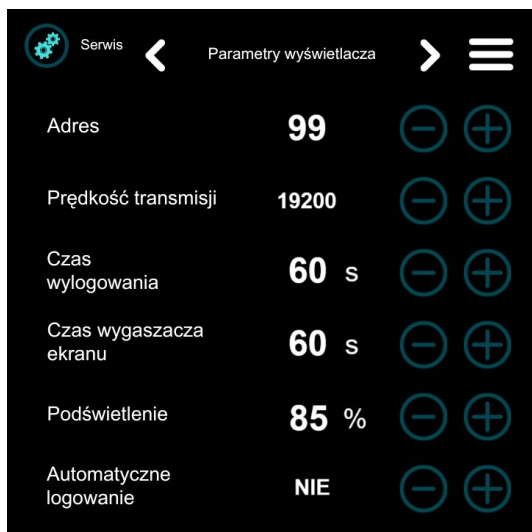 Serwis
Parametry wyświetlacza
Adres 99
Prędkość transmisji 19200
Czas
wylogowania 60 s
Czas wygaszacza
ekranu 60 s
Podświetlenie 85 %
Automatyczne
logowanie NIE